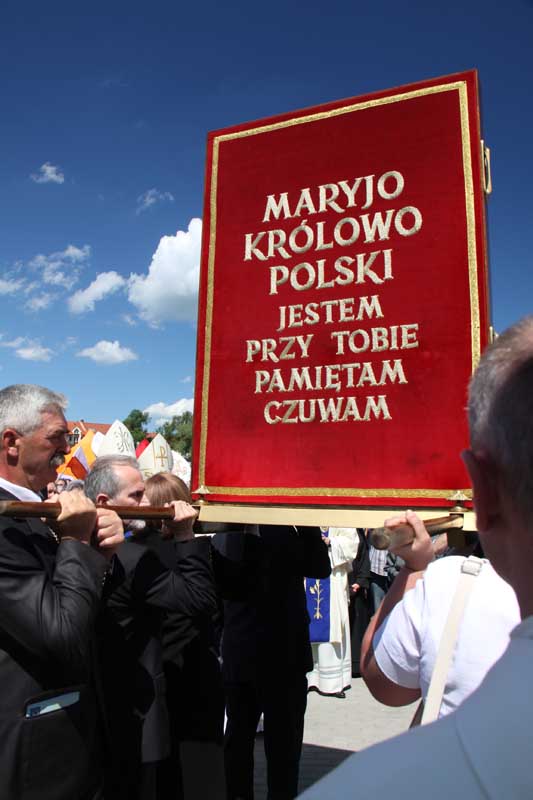 MARYJO
KRÓLOWO
POLSKI
JESTEM
PRZY TOBIE
PAMIĘTAM
CZUWAM